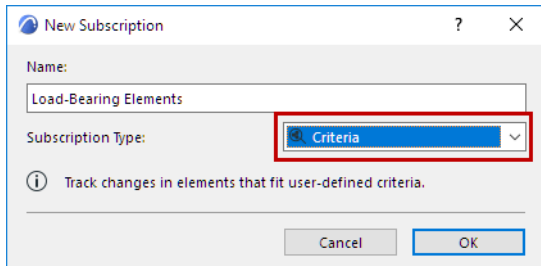 New Subscription
Name:
Load-Bearing Elements
Subscription Type: Criteria
Track changes in elements that fit user-defined criteria.
Cancel OK